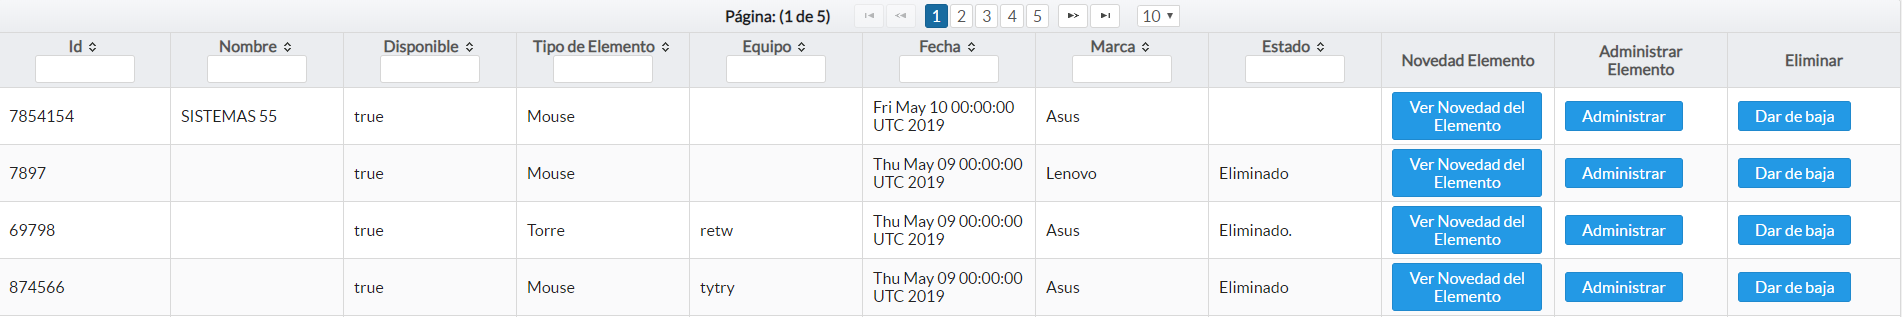 Página: (1 de 5) 1 2 3 4 5 10
Id Nombre Disponible Tipo de Elemento Equipo Fecha Marca Estado Novedad Elemento Administrar Elemento Eliminar
7854154 SISTEMAS 55 true Mouse Fri May 10 00:00:00 UTC 2019 Asus Ver Novedad del Elemento Administrar Dar de baja
7897 true Mouse Thu May 09 00:00:00 UTC 2019 Lenovo Eliminado Ver Novedad del Elemento Administrar Dar de baja
69798 true Torre retw Thu May 09 00:00:00 UTC 2019 Asus Eliminado. Ver Novedad del Elemento Administrar Dar de baja
874566 true Mouse tytry Thu May 09 00:00:00 UTC 2019 Asus Eliminado Ver Novedad del Elemento Administrar Dar de baja